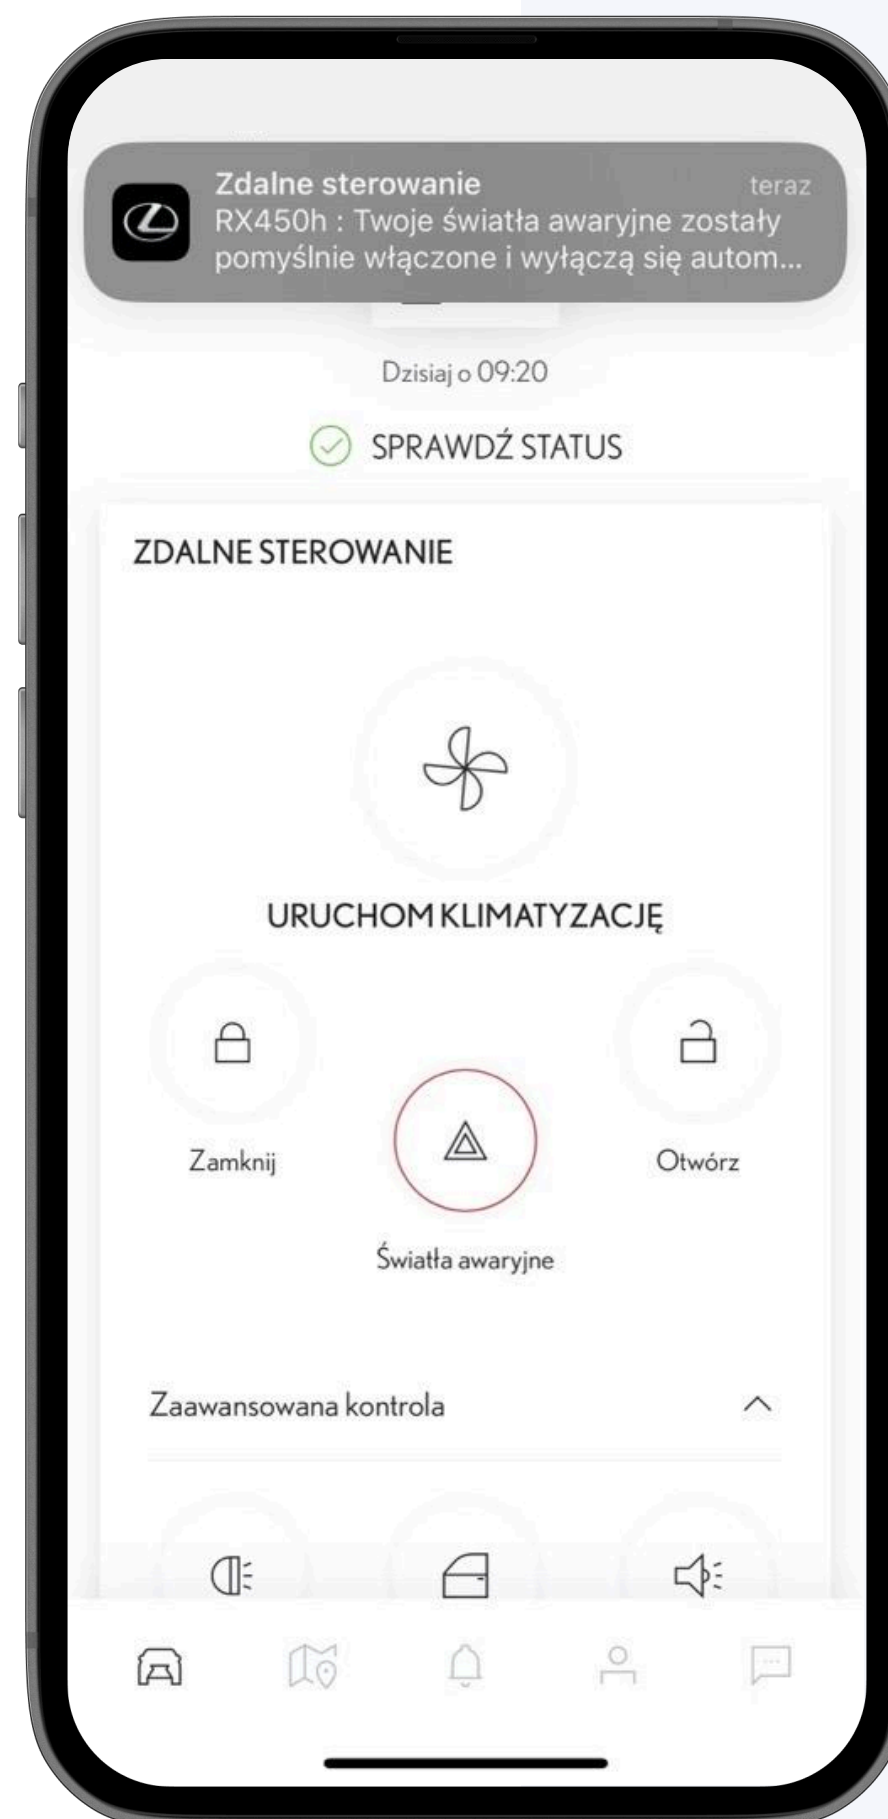 Zdalne sterowanie teraz
RX450h : Twoje światła awaryjne zostały
pomyślnie włączone i wyłączą się autom...
Dzisiaj o 09:20
SPRAWDŹ STATUS
ZDALNE STEROWANIE
URUCHOM KLIMATYZACJĘ
Zamknij
Otwórz
Światła awaryjne
Zaawansowana kontrola